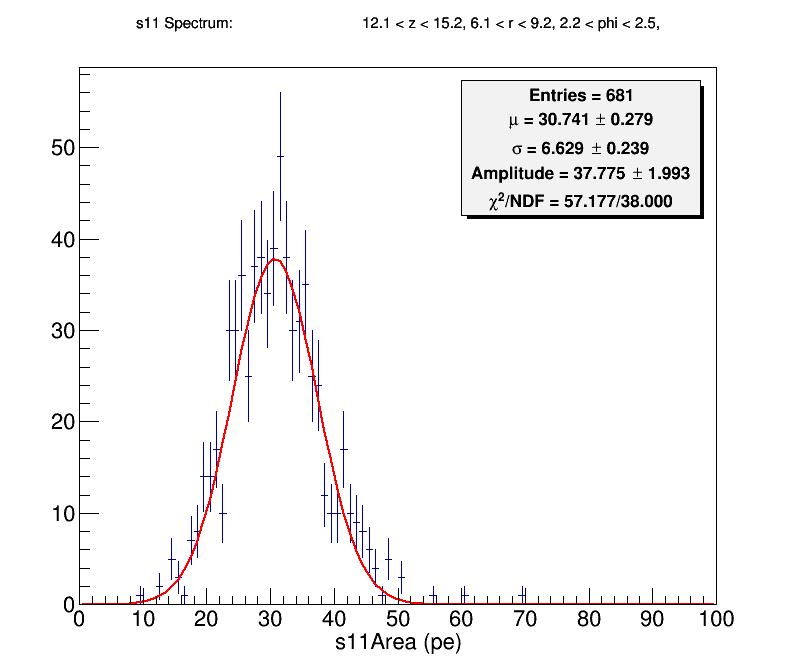 s11 Spectrum: 12.1 < z < 15.2, 6.1 < r < 9.2, 2.2 < phi < 2.5,
Entries = 681
μ = 30.741 ± 0.279
σ = 6.629 ± 0.239
Amplitude = 37.775 ± 1.993
χ²/NDF = 57.177/38.000
50
40
30
20
10
0
0 10 20 30 40 50 60 70 80 90 100
s11Area (pe)